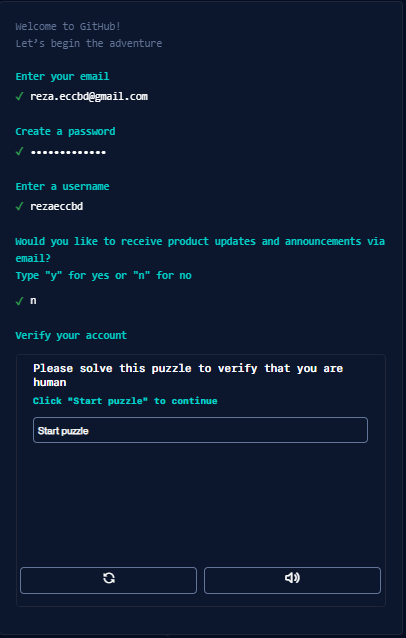 Welcome to GitHub!
Let's begin the adventure
Enter your email
✓ reza.eccbd@gmail.com
Create a password
✓ •••••••••••••
Enter a username
✓ rezaeccbd
Would you like to receive product updates and announcements via
email?
Type "y" for yes or "n" for no
✓ n
Verify your account
Please solve this puzzle to verify that you are
human
Click "Start puzzle" to continue
Start puzzle